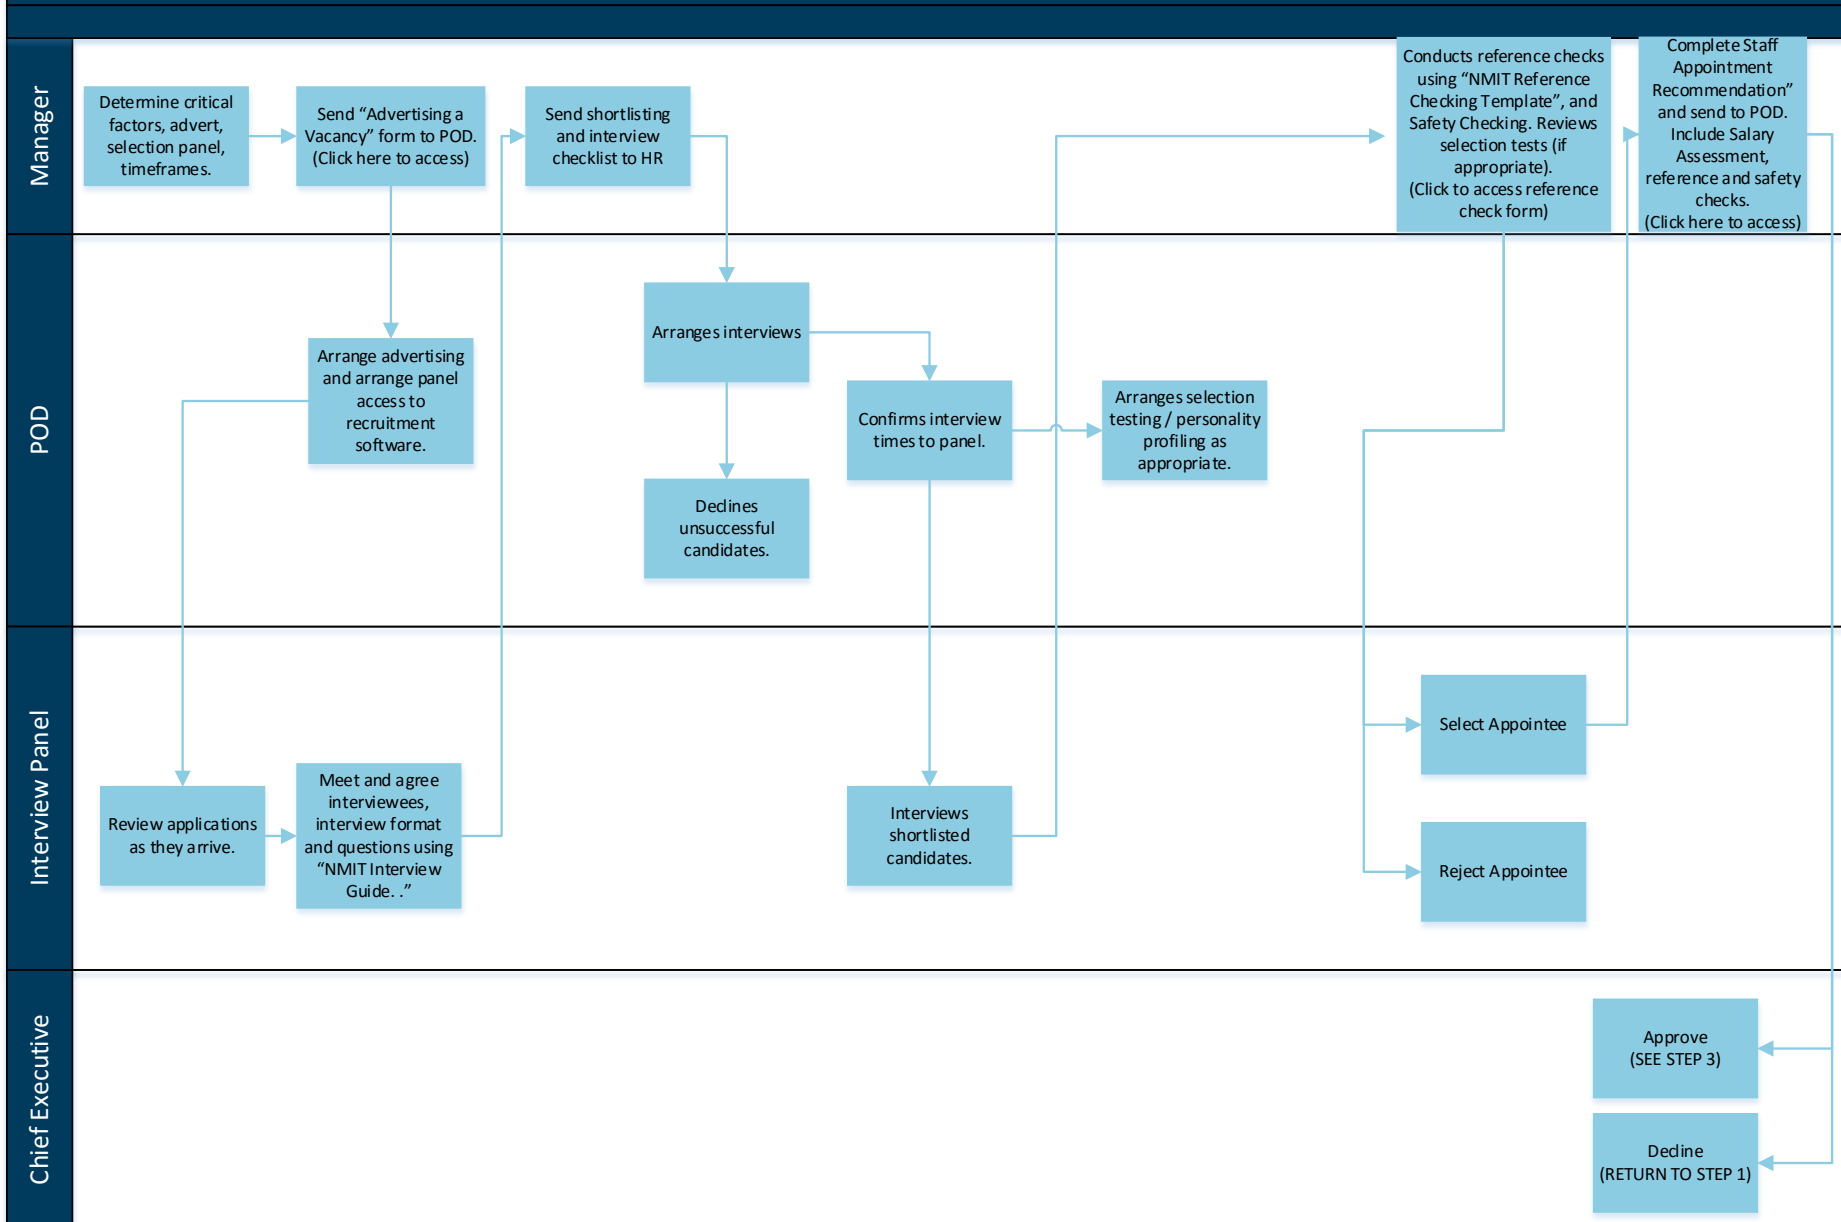 Manager
Determine critical
factors, advert,
selection panel,
timeframes.
Send “Advertising a
Vacancy” form to POD.
(Click here to access)
Send shortlisting
and interview
checklist to HR
Conducts reference checks
using “NMIT Reference
Checking Template”, and
Safety Checking. Reviews
selection tests (if
appropriate).
(Click to access reference
check form)
Complete Staff
Appointment
Recommendation”
and send to POD.
Include Salary
Assessment,
reference and safety
checks.
(Click here to access)
POD
Arrange advertising
and arrange panel
access to
recruitment
software.
Arranges interviews
Declines
unsuccessful
candidates.
Confirms interview
times to panel.
Arranges selection
testing / personality
profiling as
appropriate.
Interview Panel
Review applications
as they arrive.
Meet and agree
interviewees,
interview format
and questions using
“NMIT Interview
Guide. .”
Interviews
shortlisted
candidates.
Select Appointee
Reject Appointee
Chief Executive
Approve
(SEE STEP 3)
Decline
(RETURN TO STEP 1)